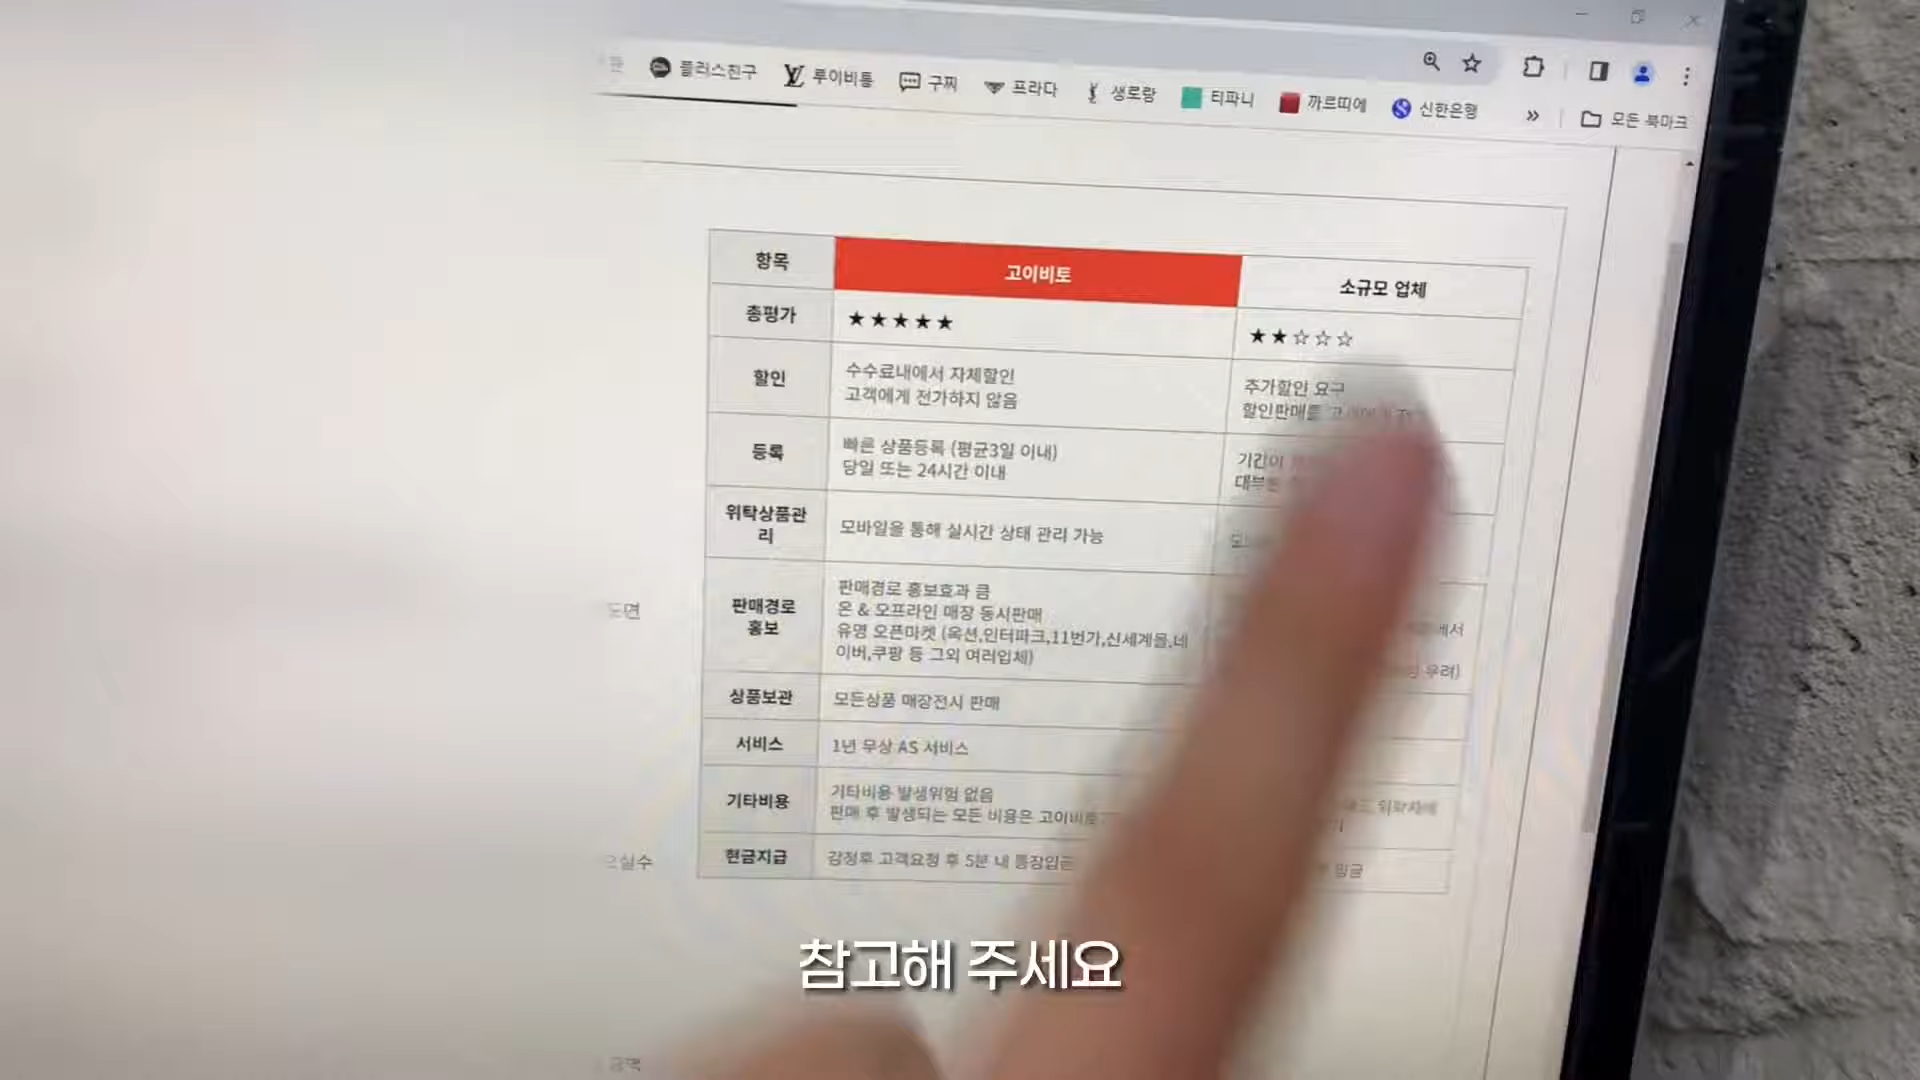 플러스친구 루이비통 구찌 프라다 생로랑 티파니 까르띠에 신한은행 » 모든 북마크
항목 고이비토 소규모 업체
총평가 ★★★★★ ★★☆☆☆
할인 수수료내에서 자체할인 추가할인 요구
고객에게 전가하지 않음 할인판매를
등록 빠른 상품등록 (평균3일 이내) 기간이
당일 또는 24시간 이내
위탁상품관
리 모바일을 통해 실시간 상태 관리 가능
판매경로
홍보 판매경로 홍보효과 큼
온 & 오프라인 매장 동시판매
유명 오픈마켓 (옥션,인터파크,11번가,신세계몰,네
이버,쿠팡 등 그외 여러업체) 우려)
상품보관 모든상품 매장전시 판매
서비스 1년 무상 AS 서비스
기타비용 기타비용 발생위험 없음
판매 후 발생되는 모든 비용은 고이비토
현금지급 감정후 고객요청 후 5분 내 통장입금 입금
참고해 주세요